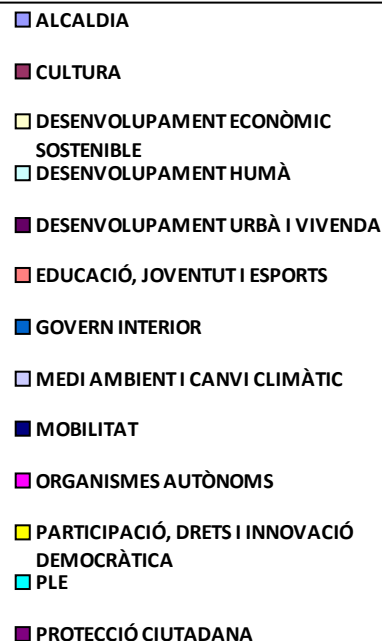 ALCALDIA
CULTURA
DESENVOLUPAMENT ECONÒMIC
SOSTENIBLE
DESENVOLUPAMENT HUMÀ
DESENVOLUPAMENT URBÀ I VIVENDA
EDUCACIÓ, JOVENTUT I ESPORTS
GOVERN INTERIOR
MEDI AMBIENT I CANVI CLIMÀTIC
MOBILITAT
ORGANISMES AUTÒNOMS
PARTICIPACIÓ, DRETS I INNOVACIÓ
DEMOCRÀTICA
PLE
PROTECCIÓ CIUTADANA